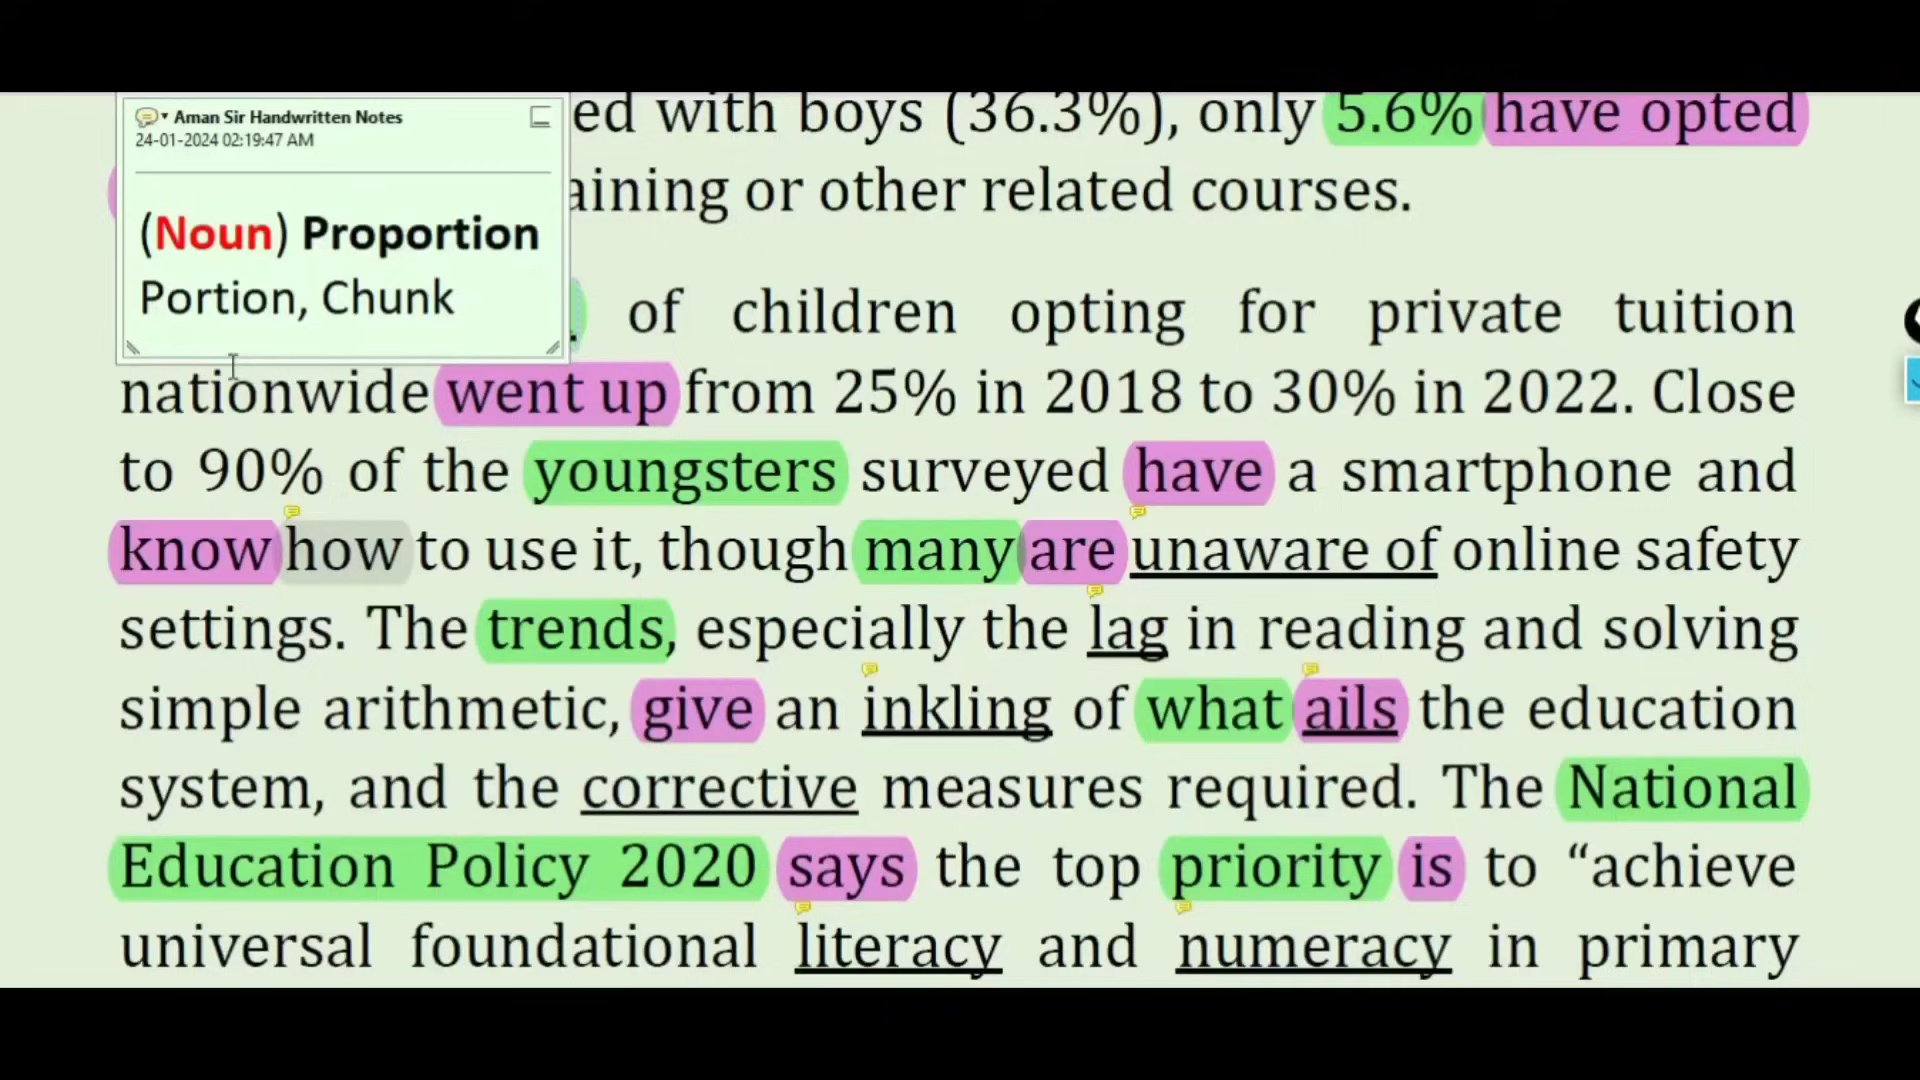 Aman Sir Handwritten Notes
24-01-2024 02:19:47 AM
(Noun) Proportion
Portion, Chunk
ed with boys (36.3%), only 5.6% have opted
aining or other related courses.
of children opting for private tuition
nationwide went up from 25% in 2018 to 30% in 2022. Close
to 90% of the youngsters surveyed have a smartphone and
know how to use it, though many are unaware of online safety
settings. The trends, especially the lag in reading and solving
simple arithmetic, give an inkling of what ails the education
system, and the corrective measures required. The National
Education Policy 2020 says the top priority is to “achieve
universal foundational literacy and numeracy in primary